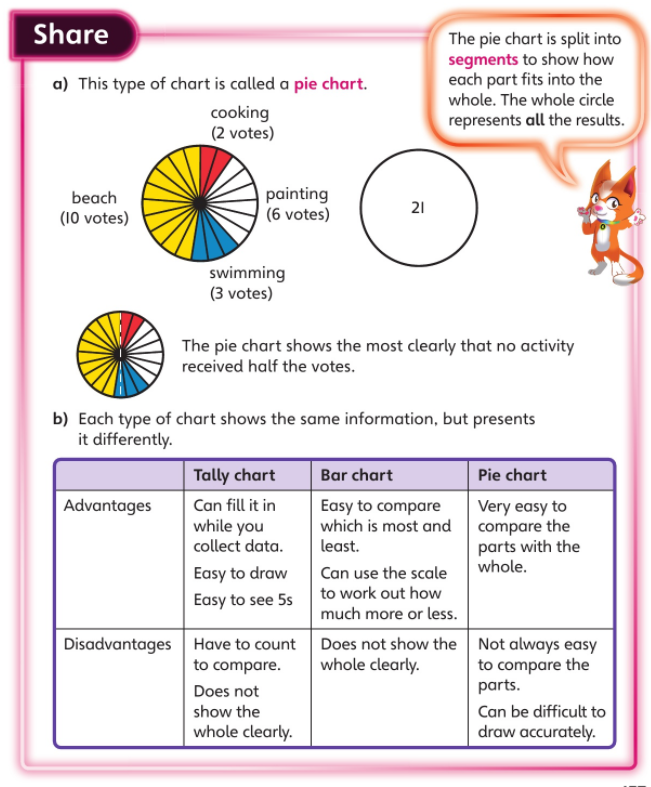 Share
The pie chart is split into
segments to show how
each part fits into the
whole. The whole circle
represents all the results.
a) This type of chart is called a pie chart.
cooking
(2 votes)
beach
(10 votes)
painting
(6 votes)
21
swimming
(3 votes)
The pie chart shows the most clearly that no activity
received half the votes.
b) Each type of chart shows the same information, but presents
it differently.
Tally chart
Bar chart
Pie chart
Advantages
Can fill it in
while you
collect data.
Easy to draw
Easy to see 5s
Easy to compare
which is most and
least.
Can use the scale
to work out how
much more or less.
Very easy to
compare the
parts with the
whole.
Disadvantages
Have to count
to compare.
Does not
show the
whole clearly.
Does not show the
whole clearly.
Not always easy
to compare the
parts.
Can be difficult to
draw accurately.